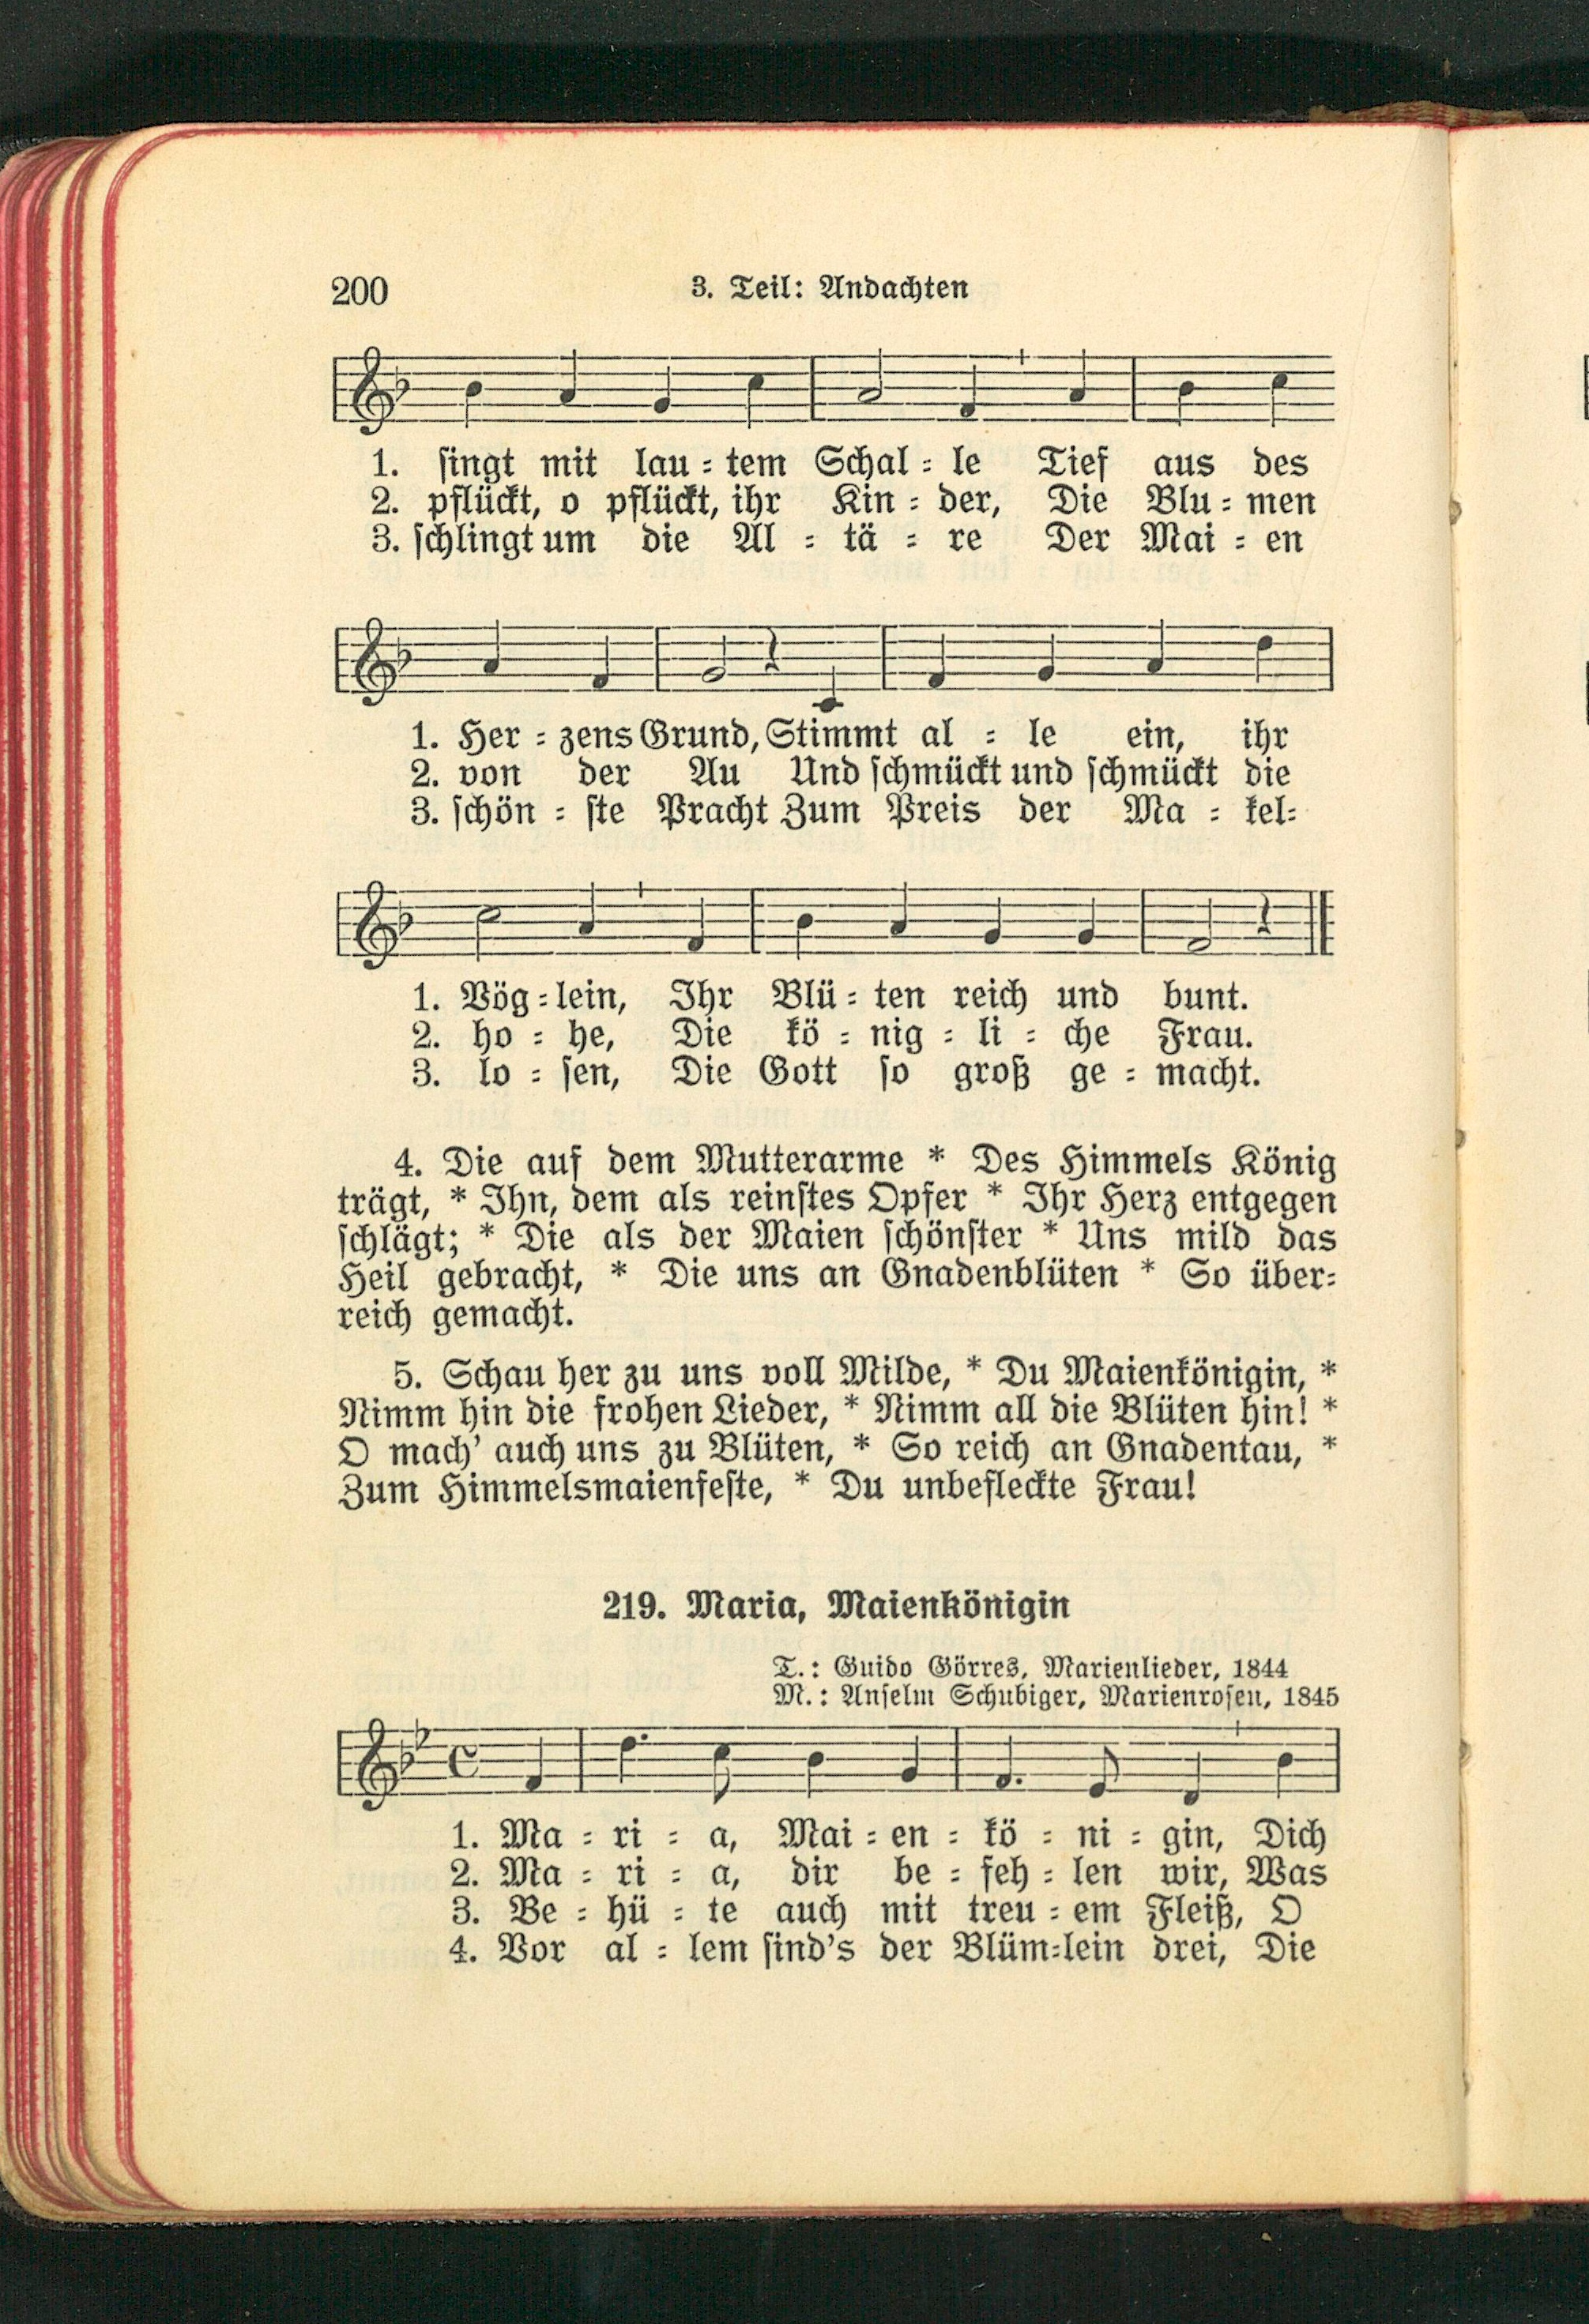 200
3. Teil: Andachten
1. singt mit lau = tem Schal = le Tief aus des
2. pflückt, o pflückt, ihr Kin = der, Die Blu = men
3. schlingt um die Al = tä = re Der Mai = en
1. Her = zens Grund, Stimmt al = le ein, ihr
2. von der Au Und schmückt und schmückt die
3. schön = ste Pracht Zum Preis der Ma = kel=
1. Vög = lein, Ihr Blü = ten reich und bunt.
2. ho = he, Die kö = nig = li = che Frau.
3. lo = sen, Die Gott so groß ge = macht.
4. Die auf dem Mutterarme * Des Himmels König
trägt, * Ihn, dem als reinstes Opfer * Ihr Herz entgegen
schlägt; * Die als der Maien schönster * Uns mild das
Heil gebracht, * Die uns an Gnadenblüten * So über=
reich gemacht.
5. Schau her zu uns voll Milde, * Du Maienkönigin, *
Nimm hin die frohen Lieder, * Nimm all die Blüten hin! *
O mach' auch uns zu Blüten, * So reich an Gnadentau, *
Zum Himmelsmaienfeste, * Du unbefleckte Frau!
219. Maria, Maienkönigin
T.: Guido Görres, Marienlieder, 1844
M.: Anselm Schubiger, Marienrosen, 1845
1. Ma = ri = a, Mai = en = kö = ni = gin, Dich
2. Ma = ri = a, dir be = feh = len wir, Was
3. Be = hü = te auch mit treu = em Fleiß, O
4. Vor al = lem sind's der Blüm=lein drei, Die